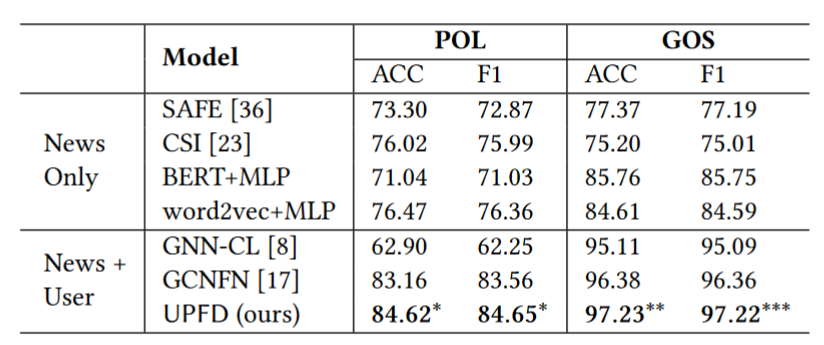 Model POL GOS
ACC F1 ACC F1
News Only
SAFE [36] 73.30 72.87 77.37 77.19
CSI [23] 76.02 75.99 75.20 75.01
BERT+MLP 71.04 71.03 85.76 85.75
word2vec+MLP 76.47 76.36 84.61 84.59
News + User
GNN-CL [8] 62.90 62.25 95.11 95.09
GCNFN [17] 83.16 83.56 96.38 96.36
UPFD (ours) 84.62* 84.65* 97.23** 97.22***